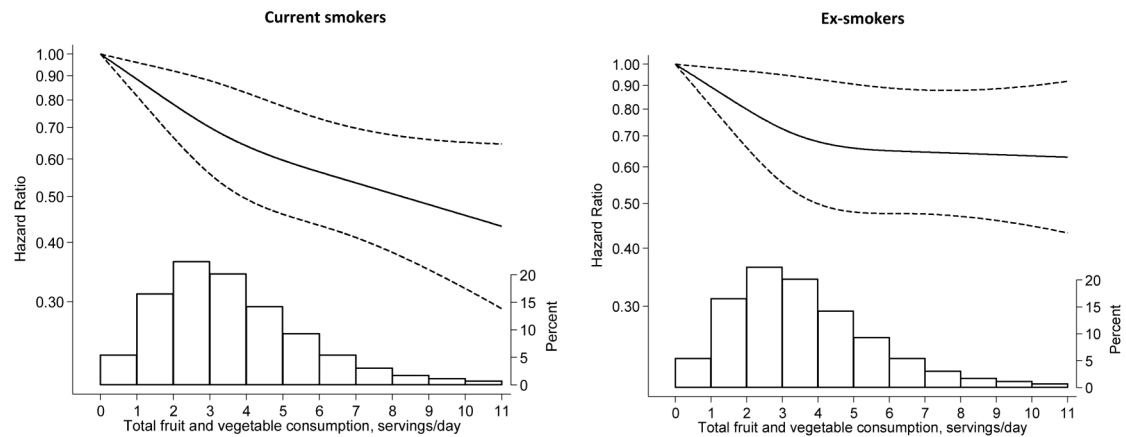 Current smokers
1.00
0.90
0.80
0.70
0.60
0.50
0.40
0.30
Hazard Ratio
20
15
10
5
0
Percent
0 1 2 3 4 5 6 7 8 9 10 11
Total fruit and vegetable consumption, servings/day
Ex-smokers
1.00
0.90
0.80
0.70
0.60
0.50
0.40
0.30
Hazard Ratio
20
15
10
5
0
Percent
0 1 2 3 4 5 6 7 8 9 10 11
Total fruit and vegetable consumption, servings/day